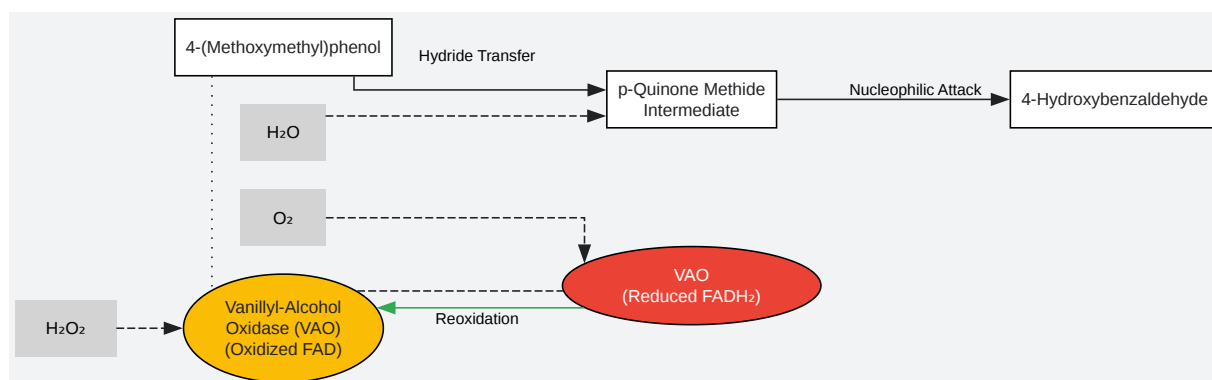 4-(Methoxymethyl)phenol
Hydride Transfer
p-Quinone Methide
Intermediate
Nucleophilic Attack
4-Hydroxybenzaldehyde
H₂O
O₂
VAO
(Reduced FADH₂)
Vanillyl-Alcohol
Oxidase (VAO)
(Oxidized FAD)
Reoxidation
H₂O₂